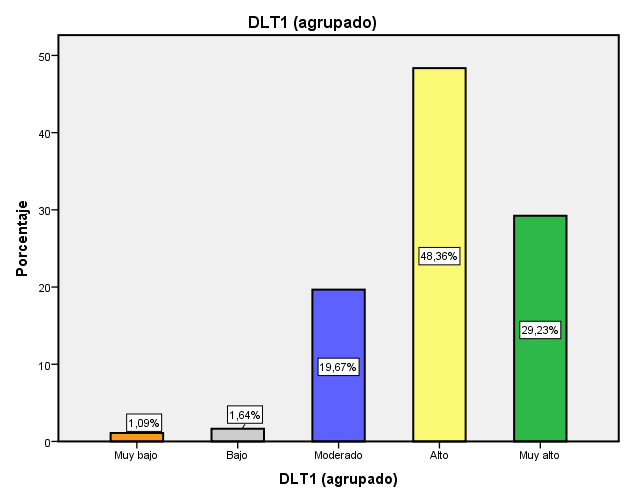 DLT1 (agrupado)
Porcentaje
50
40
30
20
10
0
1,09%
1,64%
19,67%
48,36%
29,23%
Muy bajo
Bajo
Moderado
Alto
Muy alto
DLT1 (agrupado)